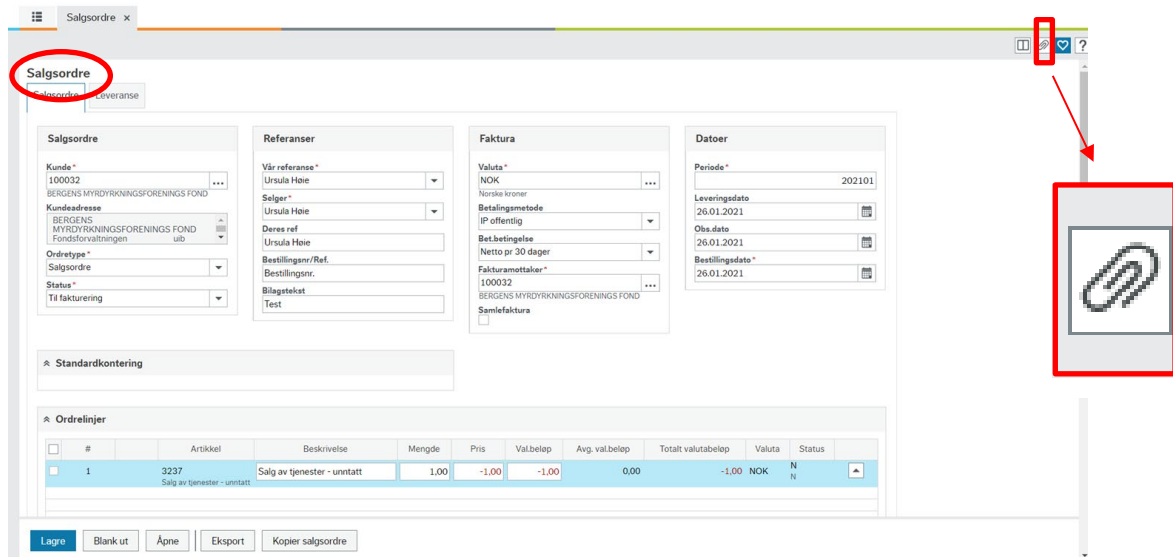 Salgsordre ×
?
Salgsordre
Salgsordre Leveranse
Salgsordre
Kunde*
100032 ...
BERGENS MYRDYRKNINGSFORENINGS FOND
Kundeadresse
BERGENS
MYRDYRKNINGSFORENINGS FOND
Fondsforvaltningen uib
Ordretype*
Salgsordre
Status*
Til fakturering
Referanser
Vår referanse*
Ursula Høie
Selger*
Ursula Høie
Deres ref
Ursula Høie
Bestillingsnr/Ref.
Bestillingsnr.
Bilagstekst
Test
Faktura
Valuta*
NOK ...
Norske kroner
Betalingsmetode
IP offentlig
Bet.betingelse
Netto pr 30 dager
Fakturamottaker*
100032 ...
BERGENS MYRDYRKNINGSFORENINGS FOND
Samlefaktura
Datoer
Periode*
202101
Leveringsdato
26.01.2021
Obs.dato
26.01.2021
Bestillingsdato*
26.01.2021
Standardkontering
Ordrelinjer
# Artikkel Beskrivelse Mengde Pris Val.beløp Avg. val.beløp Totalt valutabeløp Valuta Status
1 3237 Salg av tjenester - unntatt 1,00 -1,00 -1,00 0,00 -1,00 NOK N
Salg av tjenester - unntatt N
Lagre Blank ut Åpne Eksport Kopier salgsordre